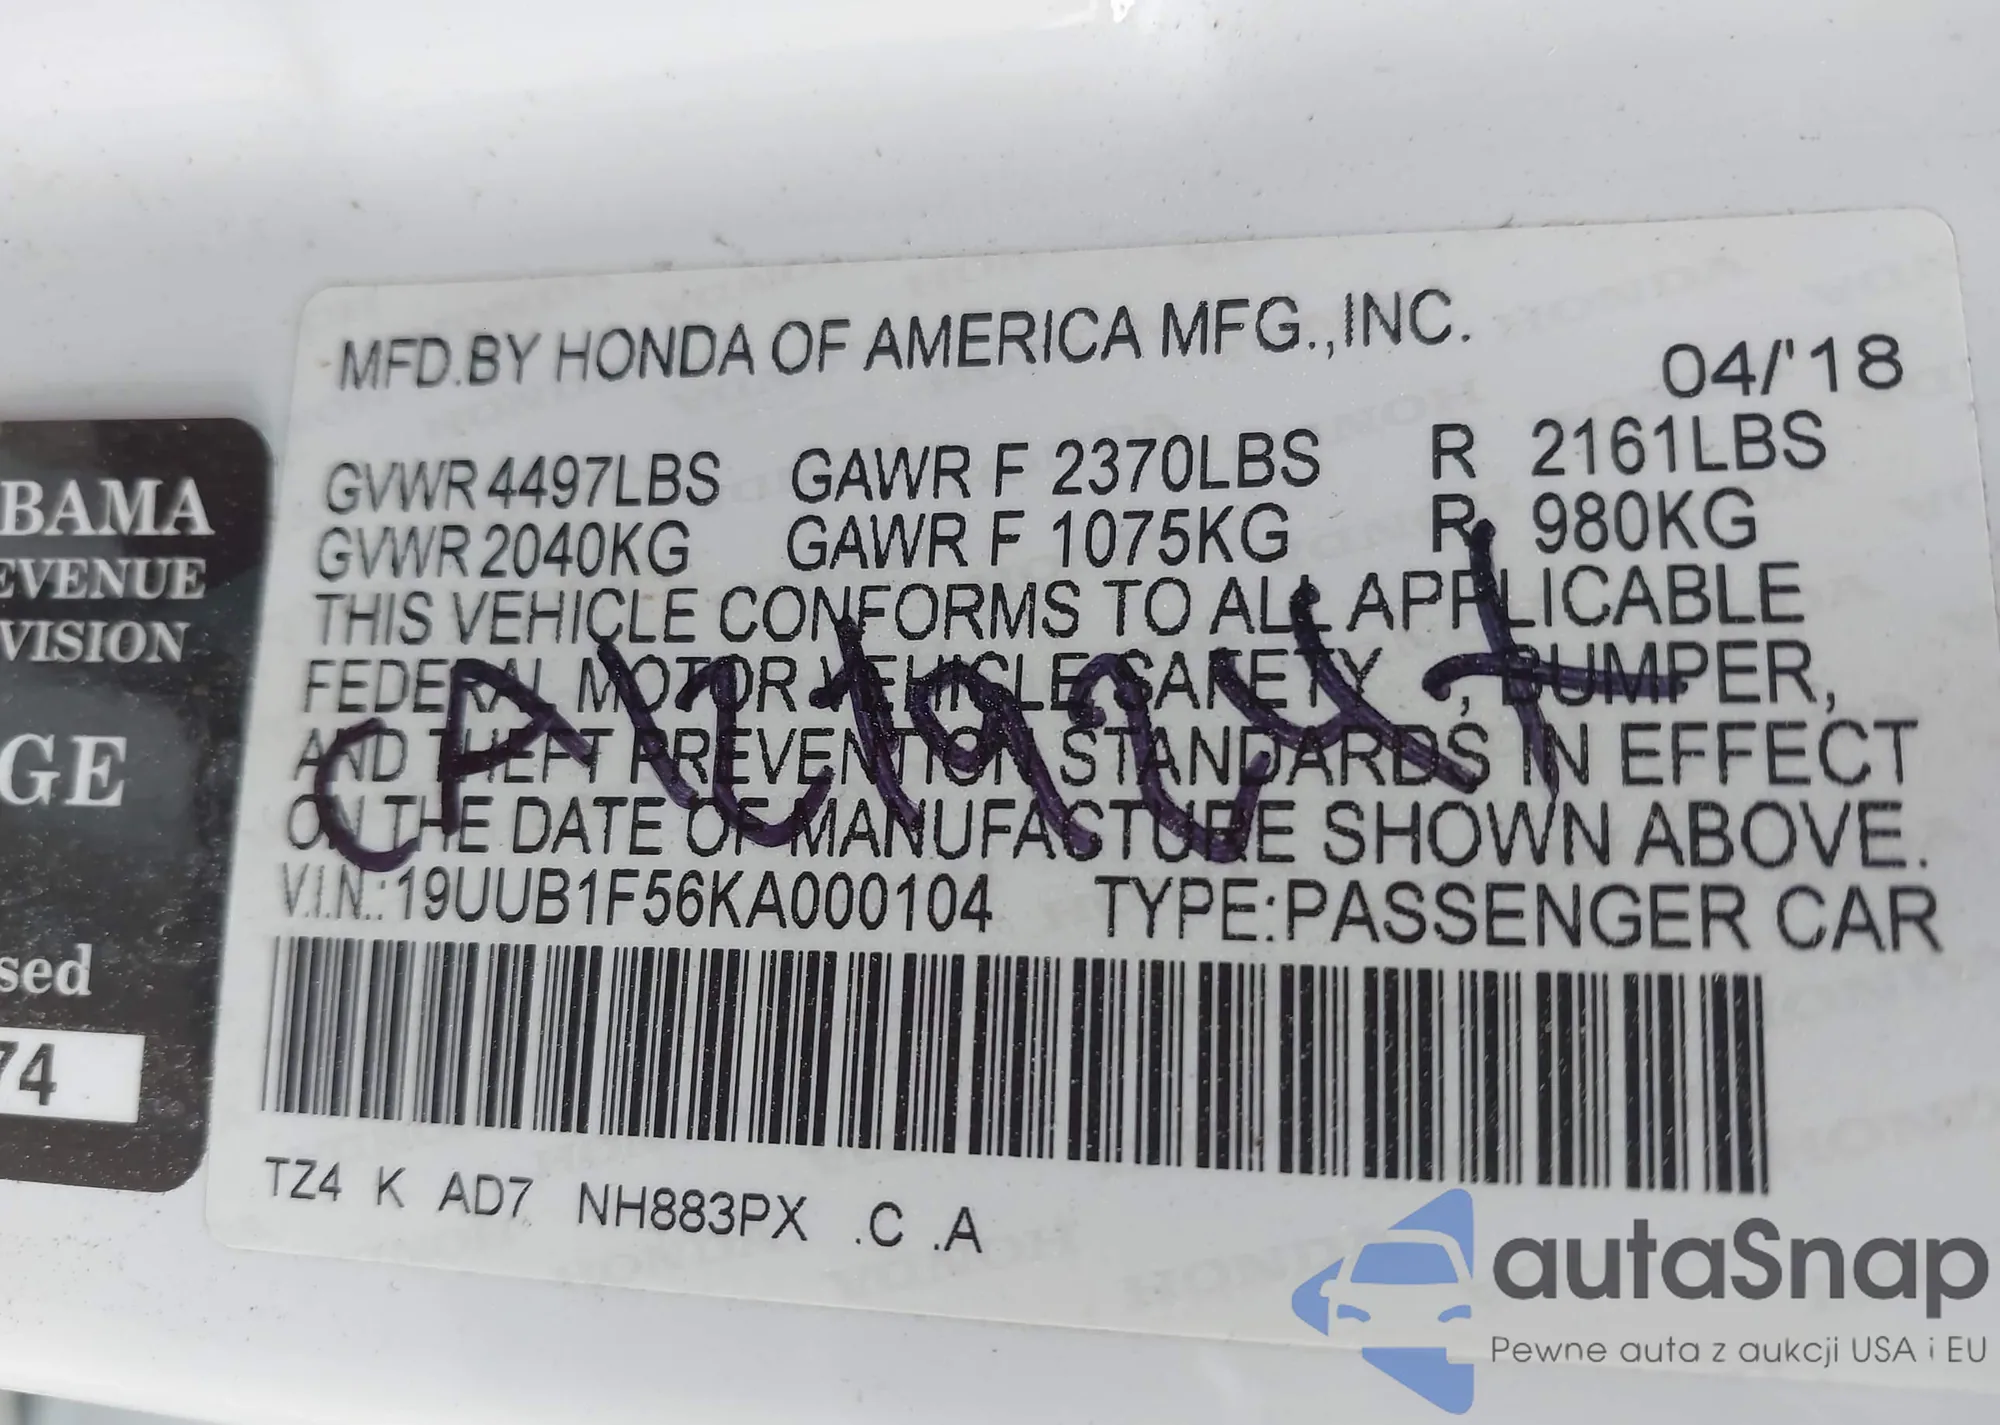 MFD.BY HONDA OF AMERICA MFG.,INC.
04/'18
GVWR 4497LBS GAWR F 2370LBS R 2161LBS
GVWR 2040KG GAWR F 1075KG R 980KG
THIS VEHICLE CONFORMS TO ALL APPLICABLE
FEDERAL MOTOR VEHICLE SAFETY, BUMPER,
AND THEFT PREVENTION STANDARDS IN EFFECT
ON THE DATE OF MANUFACTURE SHOWN ABOVE.
V.I.N.:19UUB1F56KA000104 TYPE:PASSENGER CAR
TZ4 K AD7 NH883PX .C .A
BAMA
EVENUE
VISION
GE
sed
74
autaSnap
Pewne auta z aukcji USA i EU